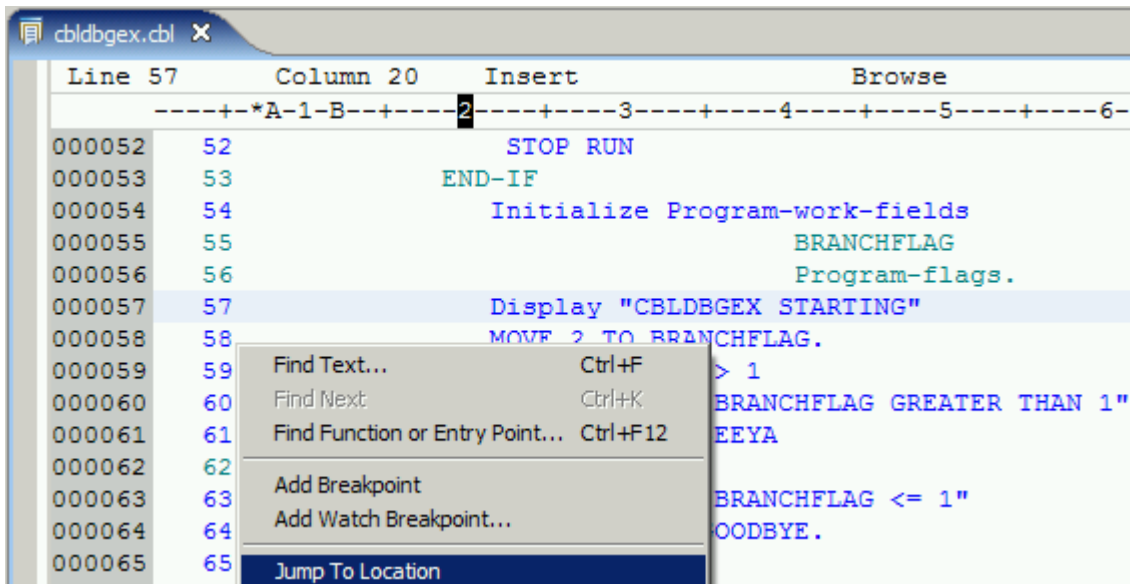 cbldbgex.cbl
Line 57 Column 20 Insert Browse
----+-*A-1-B--+----2----+----3----+----4----+----5----+----6-
000052 52 STOP RUN
000053 53 END-IF
000054 54 Initialize Program-work-fields
000055 55 BRANCHFLAG
000056 56 Program-flags.
000057 57 Display "CBLDBGEX STARTING"
000058 58 MOVE 2 TO BRANCHFLAG.
000059 59 > 1
000060 60 BRANCHFLAG GREATER THAN 1"
000061 61 EEYA
000062 62
000063 63 BRANCHFLAG <= 1"
000064 64 OODBYE.
000065 65
Find Text... Ctrl+F
Find Next Ctrl+K
Find Function or Entry Point... Ctrl+F12
Add Breakpoint
Add Watch Breakpoint...
Jump To Location